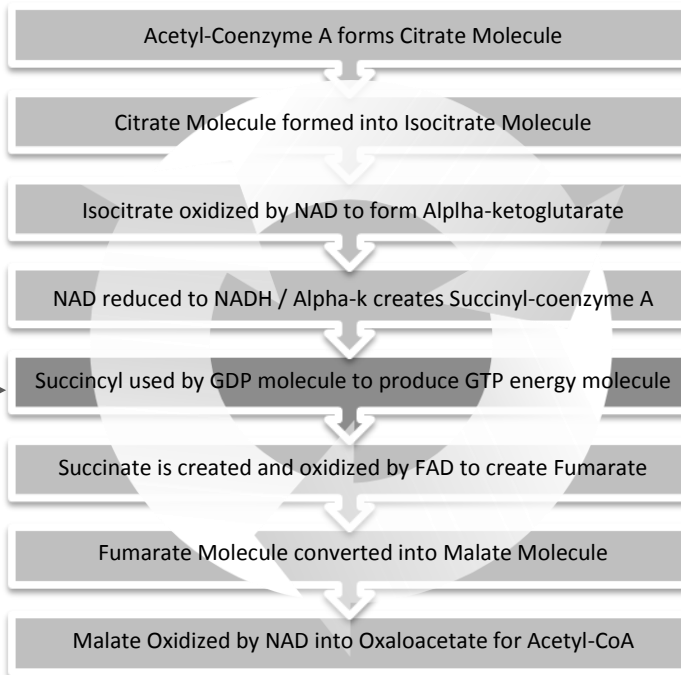 Acetyl-Coenzyme A forms Citrate Molecule
Citrate Molecule formed into Isocitrate Molecule
Isocitrate oxidized by NAD to form Alplha-ketoglutarate
NAD reduced to NADH / Alpha-k creates Succinyl-coenzyme A
Succincyl used by GDP molecule to produce GTP energy molecule
Succinate is created and oxidized by FAD to create Fumarate
Fumarate Molecule converted into Malate Molecule
Malate Oxidized by NAD into Oxaloacetate for Acetyl-CoA